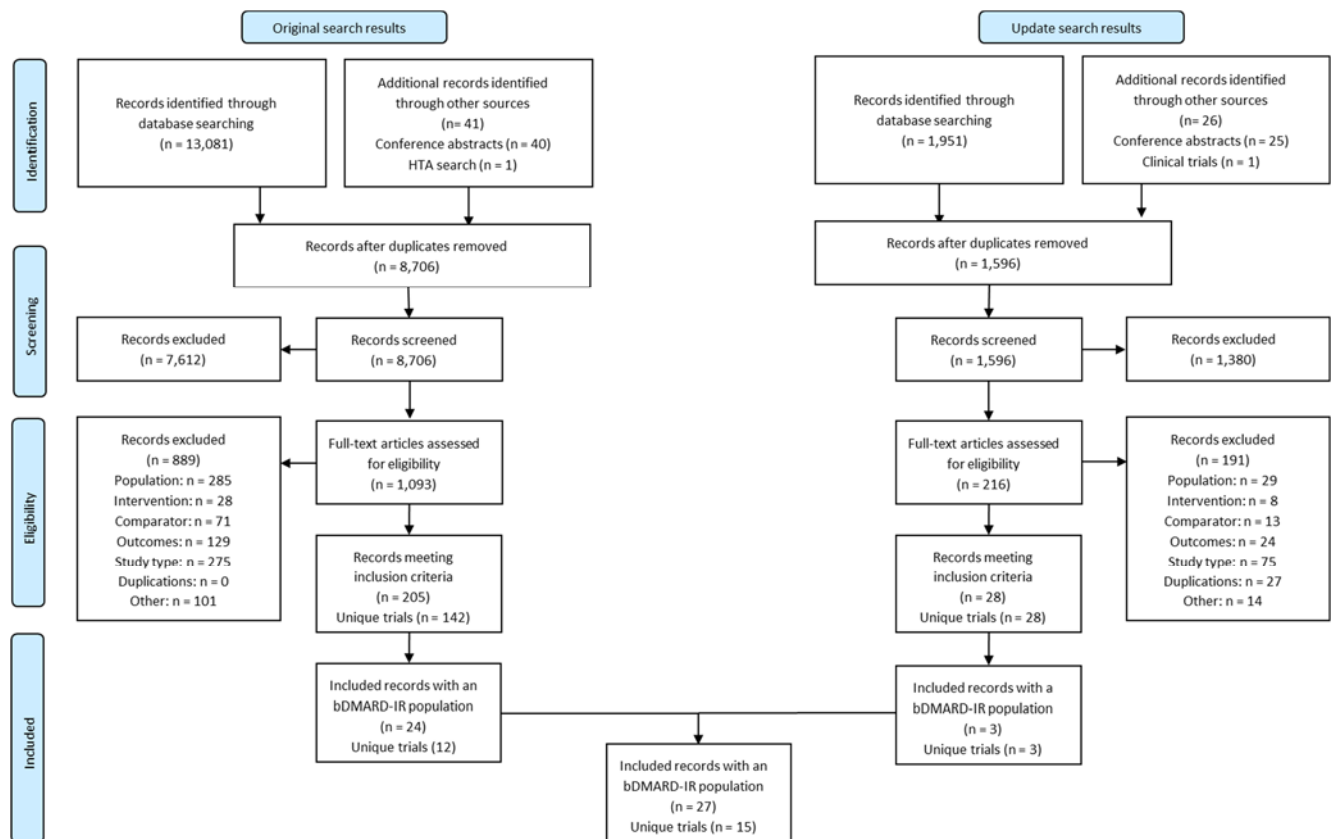 Original search results
Update search results
Identification
Records identified through
database searching
(n = 13,081)
Additional records identified
through other sources
(n= 41)
Conference abstracts (n = 40)
HTA search (n = 1)
Records identified through
database searching
(n = 1,951)
Additional records identified
through other sources
(n= 26)
Conference abstracts (n = 25)
Clinical trials (n = 1)
Records after duplicates removed
(n = 8,706)
Records after duplicates removed
(n = 1,596)
Screening
Records excluded
(n = 7,612)
Records screened
(n = 8,706)
Records screened
(n = 1,596)
Records excluded
(n = 1,380)
Eligibility
Records excluded
(n = 889)
Population: n = 285
Intervention: n = 28
Comparator: n = 71
Outcomes: n = 129
Study type: n = 275
Duplications: n = 0
Other: n = 101
Full-text articles assessed
for eligibility
(n = 1,093)
Full-text articles assessed
for eligibility
(n = 216)
Records excluded
(n = 191)
Population: n = 29
Intervention: n = 8
Comparator: n = 13
Outcomes: n = 24
Study type: n = 75
Duplications: n = 27
Other: n = 14
Records meeting
inclusion criteria
(n = 205)
Unique trials (n = 142)
Records meeting
inclusion criteria
(n = 28)
Unique trials (n = 28)
Included
Included records with an
bDMARD-IR population
(n = 24)
Unique trials (12)
Included records with a
bDMARD-IR population
(n = 3)
Unique trials (n = 3)
Included records with an
bDMARD-IR population
(n = 27)
Unique trials (n = 15)